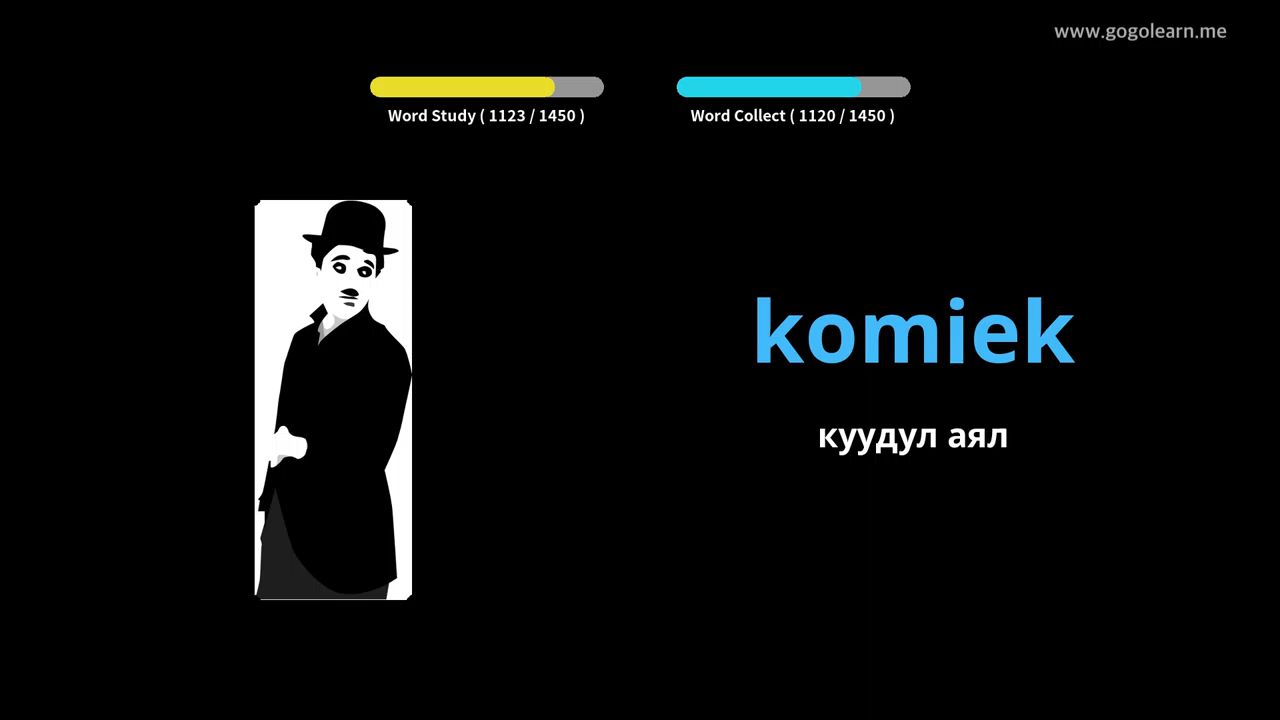 www.gogolearn.me
Word Study ( 1123 / 1450 )
Word Collect ( 1120 / 1450 )
komiek
куудул аял